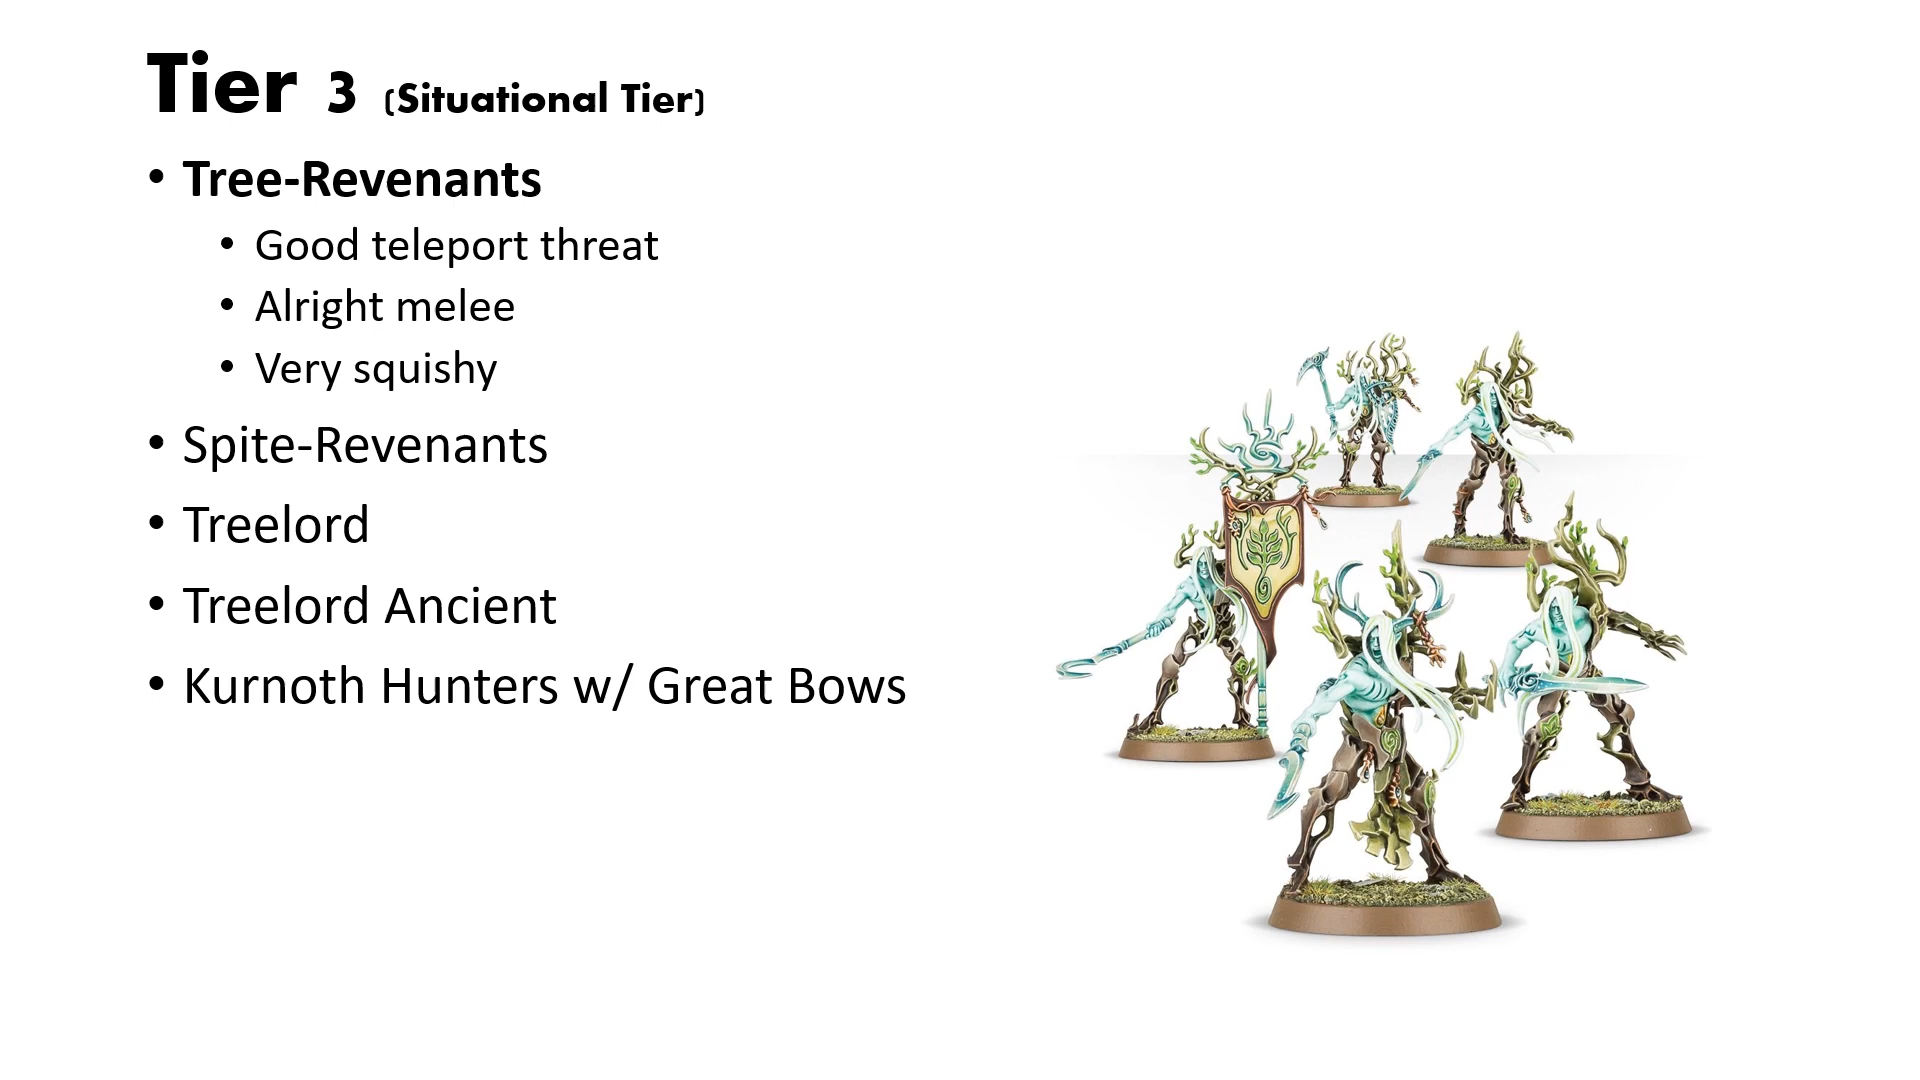 Tier 3 (Situational Tier)
• Tree-Revenants
• Good teleport threat
• Alright melee
• Very squishy
• Spite-Revenants
• Treelord
• Treelord Ancient
• Kurnoth Hunters w/ Great Bows